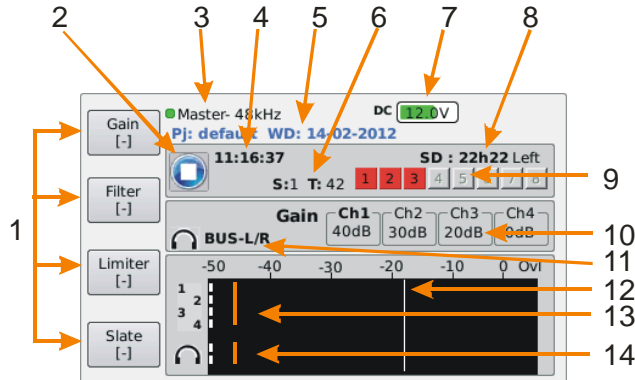 2 3 4 5 6 7 8
Master- 48kHz DC 12.0V
Gain
[-]
Pj: default WD: 14-02-2012
11:16:37 SD : 22h22 Left
S:1 T: 42 1 2 3 4 5 7 8
9
Filter
[-]
1
Gain Ch1 Ch2 Ch3 Ch4
40dB 30dB 20dB
10
BUS-L/R
11
Limiter
[-]
-50 -40 -30 -20 -10 0 Ovl
12
1
2
3
4
13
Slate
[-]
14